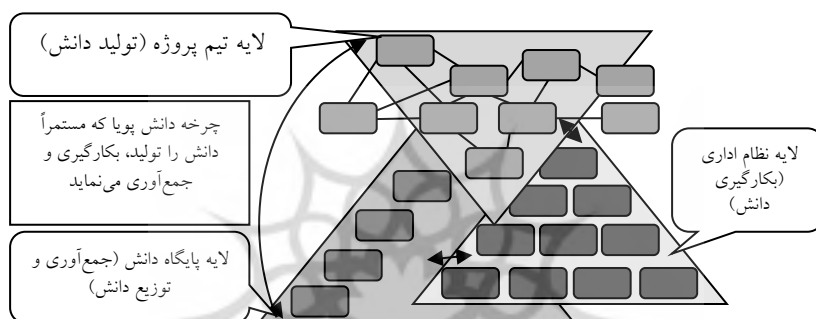 لایه تیم پروژه (تولید دانش)
چرخه دانش پویا که مستمراً
دانش را تولید، بکارگیری و
جمع‌آوری می‌نماید
لایه نظام اداری
(بکارگیری
دانش)
لایه پایگاه دانش (جمع‌آوری و
توزیع دانش)